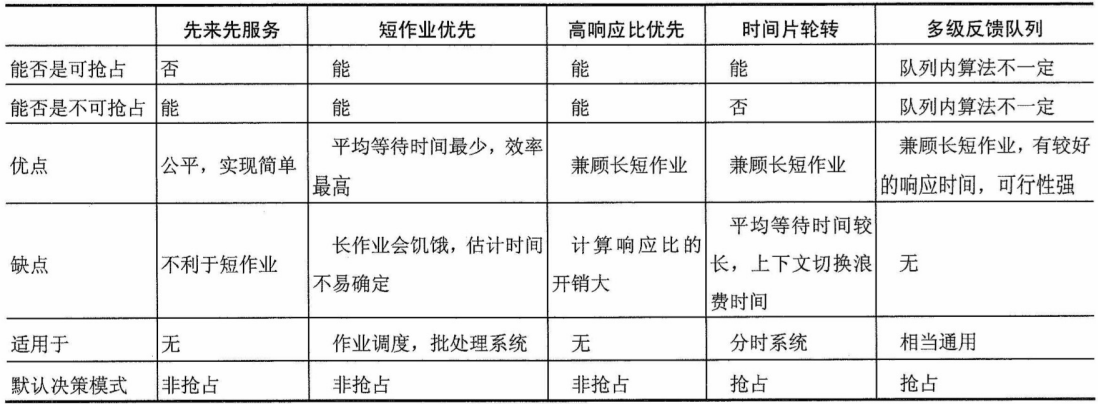 先来先服务 短作业优先 高响应比优先 时间片轮转 多级反馈队列
能否是可抢占 否 能 能 能 队列内算法不一定
能否是不可抢占 能 能 能 否 队列内算法不一定
优点 公平，实现简单 平均等待时间最少，效率最高 兼顾长短作业 兼顾长短作业 兼顾长短作业，有较好的响应时间，可行性强
缺点 不利于短作业 长作业会饥饿，估计时间不易确定 计算响应比的开销大 平均等待时间较长，上下文切换浪费时间 无
适用于 无 作业调度，批处理系统 无 分时系统 相当通用
默认决策模式 非抢占 非抢占 非抢占 抢占 抢占